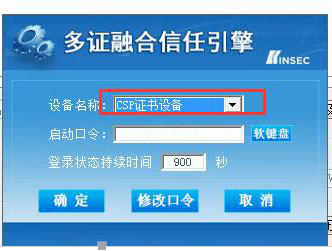 多证融合信任引擎
INSEC
设备名称： CSP证书设备
启动口令： 软键盘
登录状态持续时间 900 秒
确 定 修改口令 取 消